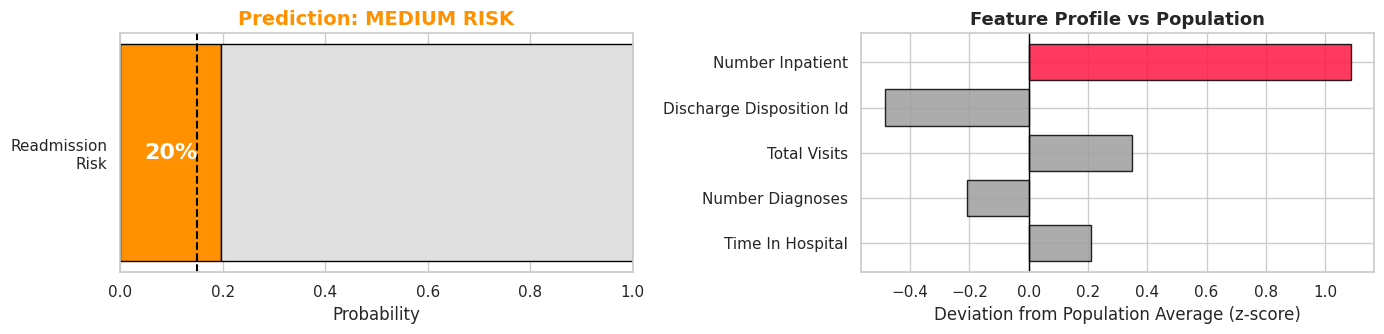 Prediction: MEDIUM RISK
Readmission
Risk
20%
0.0 0.2 0.4 0.6 0.8 1.0
Probability
Feature Profile vs Population
Number Inpatient
Discharge Disposition Id
Total Visits
Number Diagnoses
Time In Hospital
−0.4 −0.2 0.0 0.2 0.4 0.6 0.8 1.0
Deviation from Population Average (z-score)